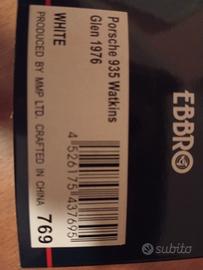 EBBRO
Porsche 935 Watkins
Glen 1976
4 526175 437695
WHITE
PRODUCED BY MMP LTD. CRAFTED IN CHINA 769
subito